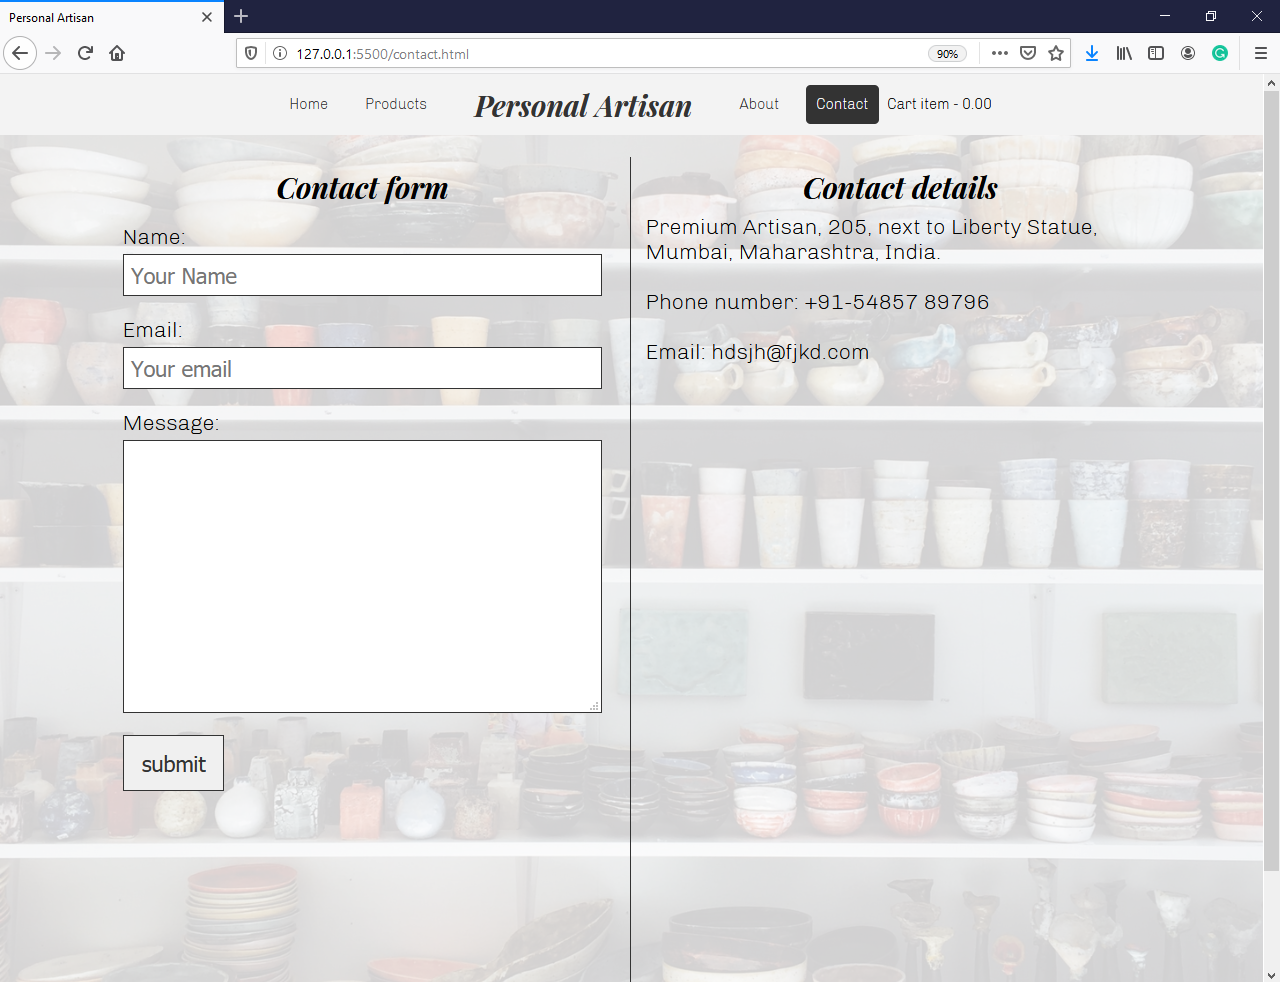 Personal Artisan
127.0.0.1:5500/contact.html
90%
Home
Products
Personal Artisan
About
Contact
Cart item - 0.00
Contact form
Name:
Your Name
Email:
Your email
Message:
submit
Contact details
Premium Artisan, 205, next to Liberty Statue,
Mumbai, Maharashtra, India.
Phone number: +91-54857 89796
Email: hdsjh@fjkd.com